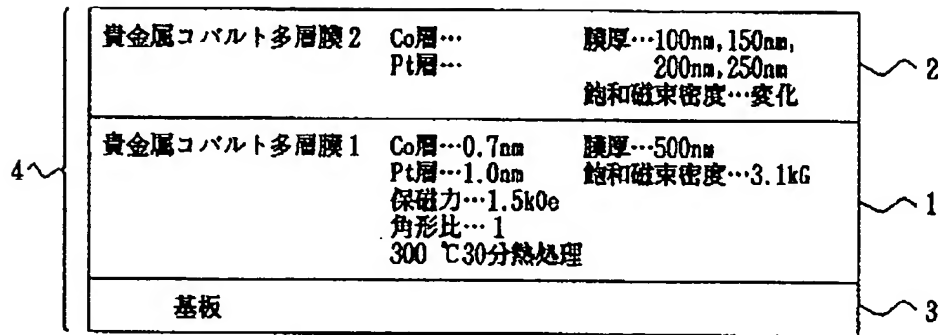 貴金属コバルト多層膜2 Co層… 膜厚…100nm,150nm,
Pt層… 200nm,250nm
飽和磁束密度…変化
2
貴金属コバルト多層膜1 Co層…0.7nm 膜厚…500nm
Pt層…1.0nm 飽和磁束密度…3.1kG
4
保磁力…1.5kOe
1
角形比…1
300 ℃30分熱処理
基板
3